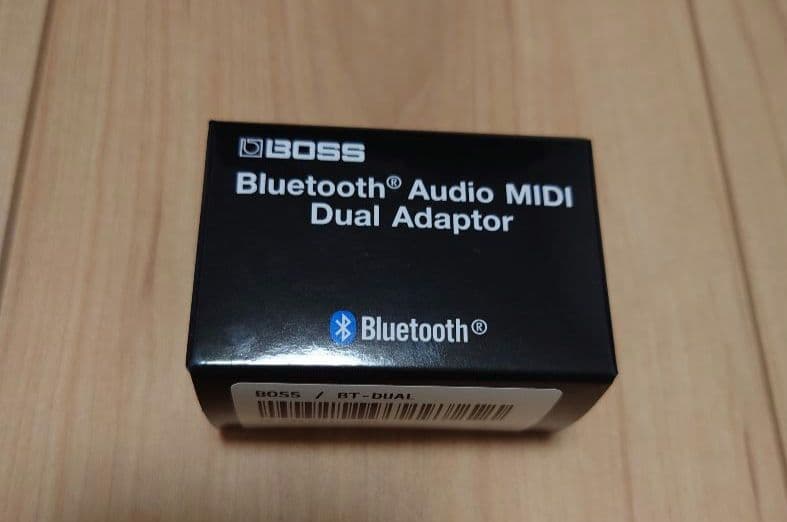 BOSS
Bluetooth® Audio MIDI
Dual Adaptor
Bluetooth®
BOSS / BT-DUAL